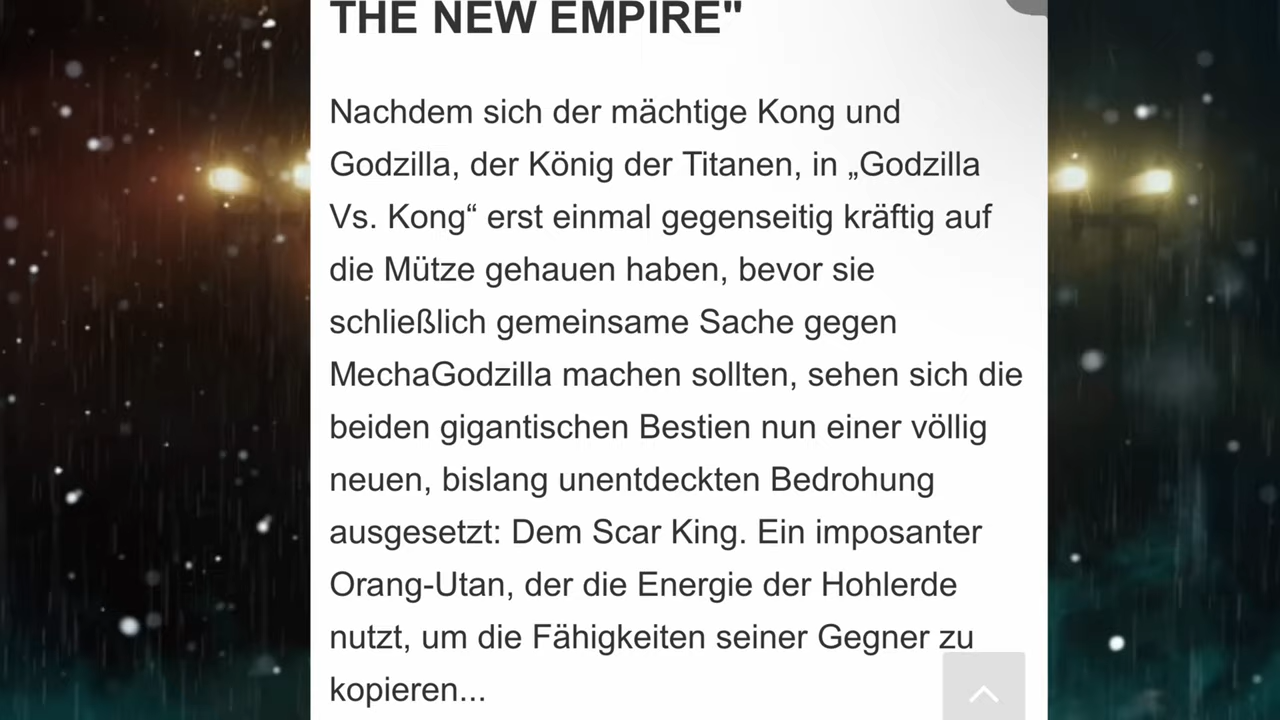 THE NEW EMPIRE"
Nachdem sich der mächtige Kong und
Godzilla, der König der Titanen, in „Godzilla
Vs. Kong“ erst einmal gegenseitig kräftig auf
die Mütze gehauen haben, bevor sie
schließlich gemeinsame Sache gegen
MechaGodzilla machen sollten, sehen sich die
beiden gigantischen Bestien nun einer völlig
neuen, bislang unentdeckten Bedrohung
ausgesetzt: Dem Scar King. Ein imposanter
Orang-Utan, der die Energie der Hohlerde
nutzt, um die Fähigkeiten seiner Gegner zu
kopieren...